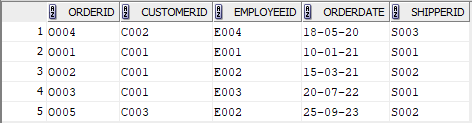 ORDERID CUSTOMERID EMPLOYEEID ORDERDATE SHIPPERID
1 O004 C002 E004 18-05-20 S003
2 O001 C001 E001 10-01-21 S001
3 O002 C001 E002 15-03-21 S002
4 O003 C001 E003 20-07-22 S001
5 O005 C003 E002 25-09-23 S002